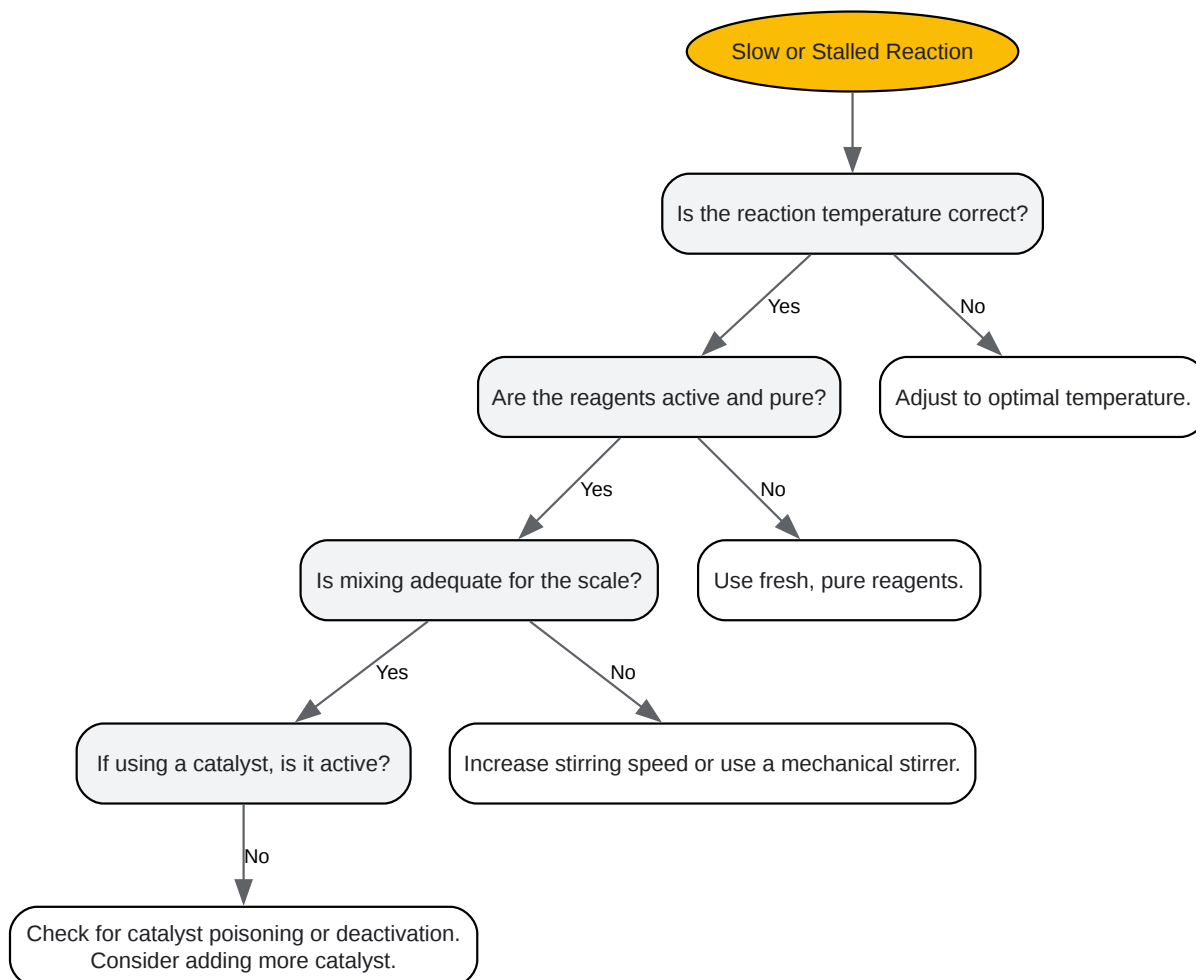 Slow or Stalled Reaction
Is the reaction temperature correct?
Yes
No
Are the reagents active and pure?
Adjust to optimal temperature.
Yes
No
Is mixing adequate for the scale?
Use fresh, pure reagents.
Yes
No
If using a catalyst, is it active?
Increase stirring speed or use a mechanical stirrer.
No
Check for catalyst poisoning or deactivation.
Consider adding more catalyst.